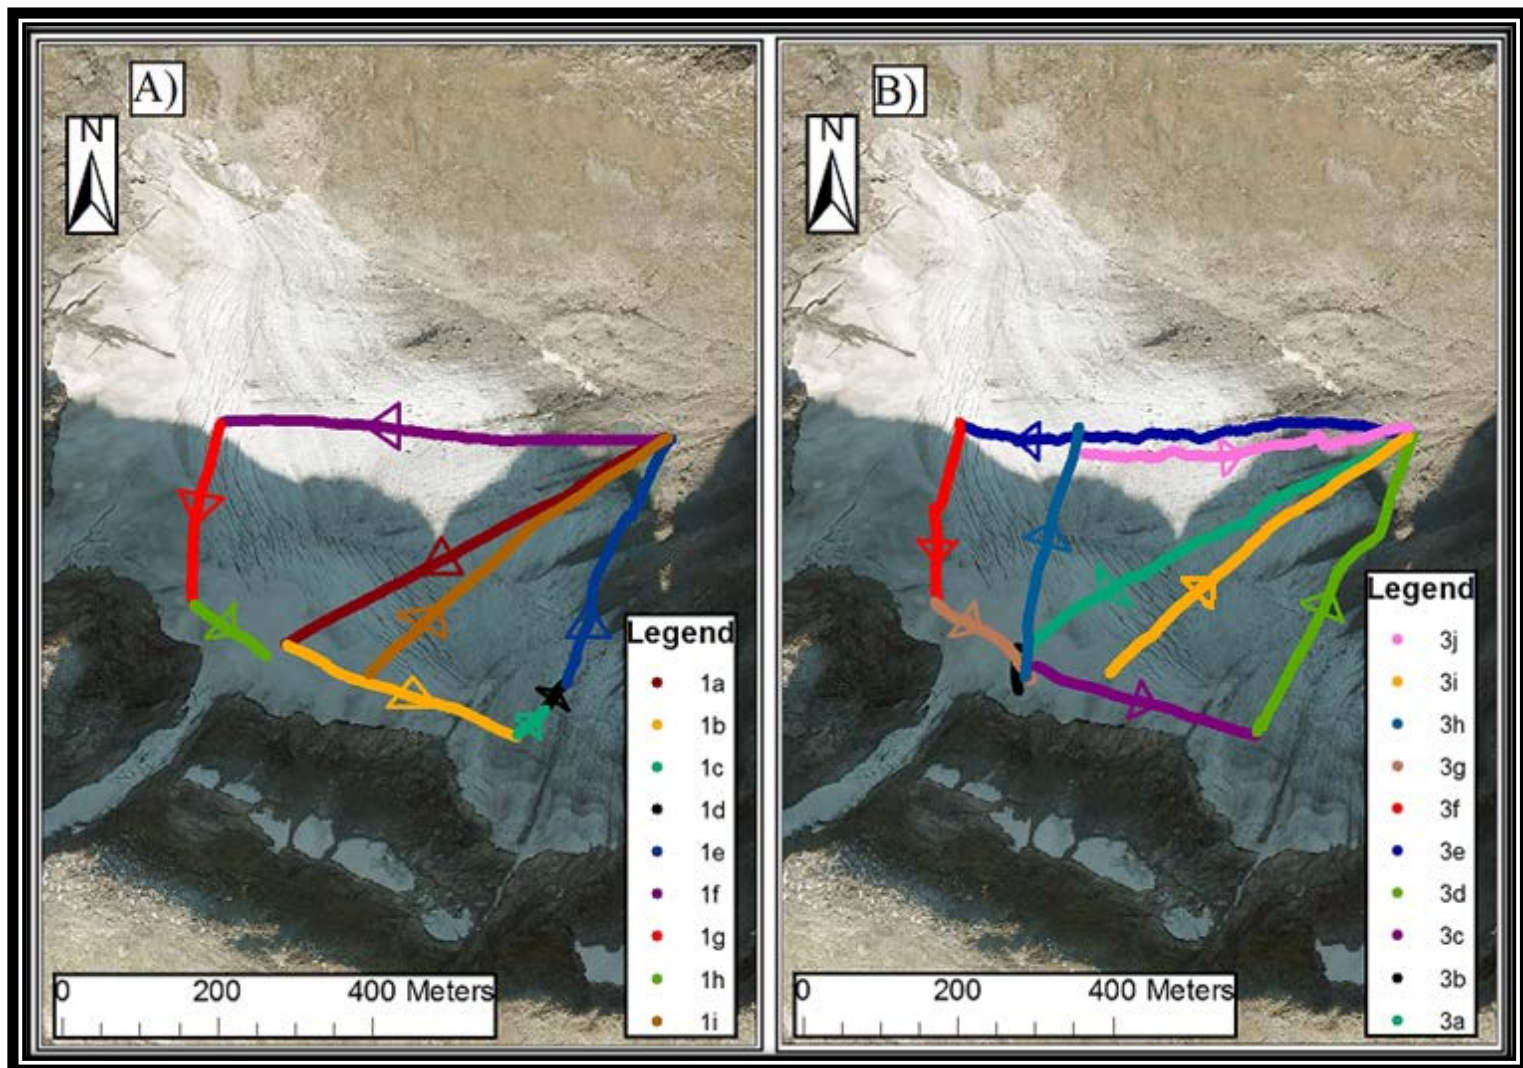 A)
N
Legend
1a
1b
1c
1d
1e
1f
1g
1h
1i
0 200 400 Meters
B)
N
Legend
3j
3i
3h
3g
3f
3e
3d
3c
3b
3a
0 200 400 Meters